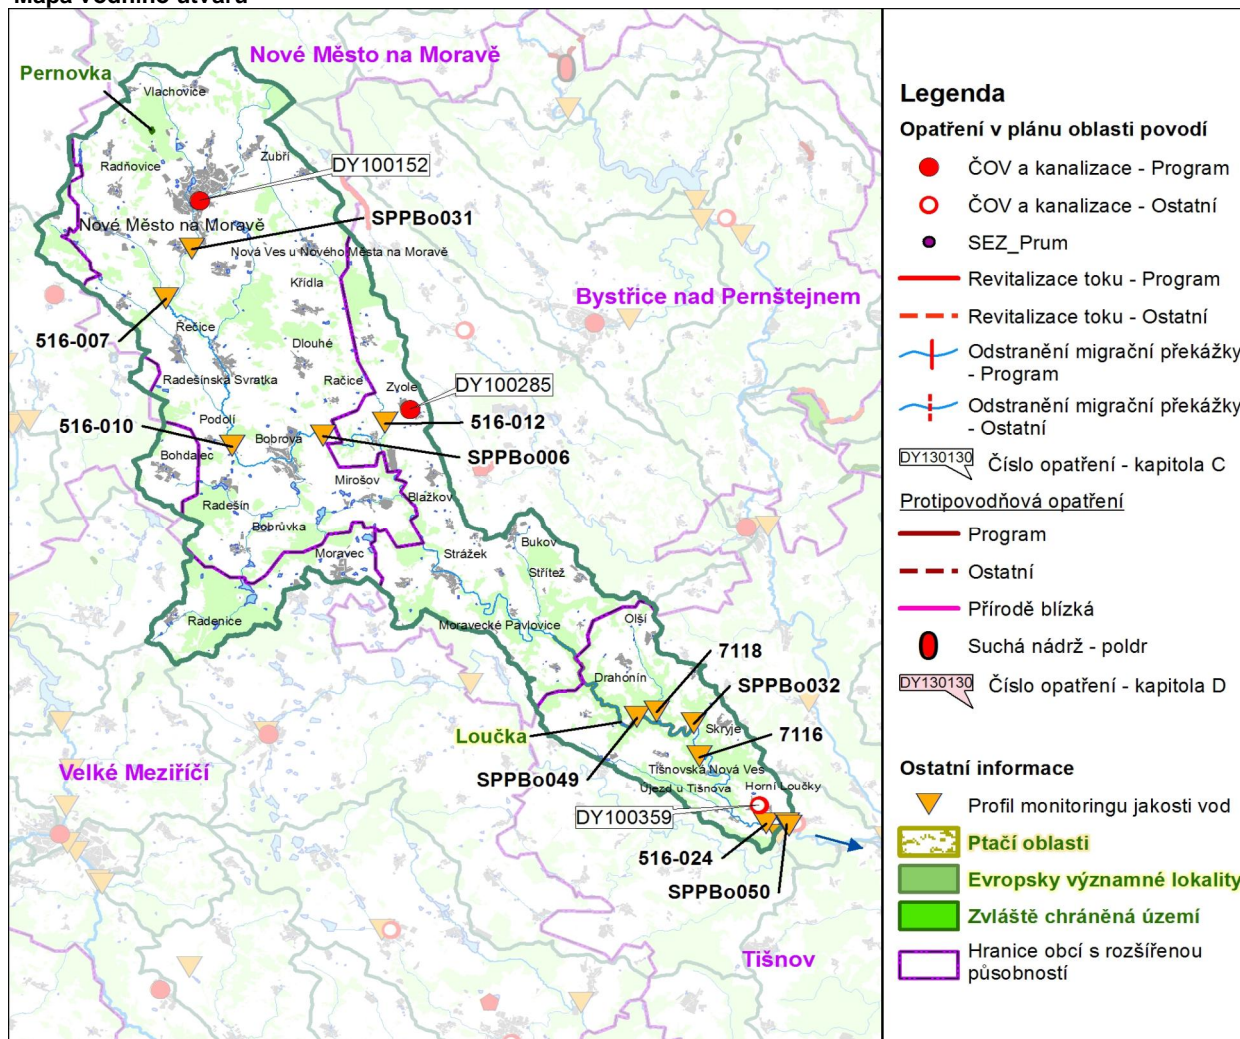 Mapa vodního útvaru
Nové Město na Moravě
Pernovka
Vlachovice
Zubří
Radňovice
DY100152
SPPBo031
Nové Město na Moravě
Nová Ves u Nového Města na Moravě
Bystřice nad Pernštejnem
Křídla
Řečice
516-007
Dlouhé
Radešínská Svratka
Račice
Zvole
DY100285
Podolí
516-010
516-012
Bobrová
Bohdalec
SPPBo006
Mirošov
Blažkov
Radešín
Bobrůvka
Bukov
Moravec
Strážek
Střítež
Radenice
Moravecké Pavlovice
Olší
7118
Drahonín
SPPBo032
Loučka
Skryje
7116
SPPBo049
Velké Meziříčí
Tišnovská Nová Ves
Újezd u Tišnova
Horní Loučky
DY100359
516-024
SPPBo050
Tišnov
Legenda
Opatření v plánu oblasti povodí
ČOV a kanalizace - Program
ČOV a kanalizace - Ostatní
SEZ_Prum
Revitalizace toku - Program
Revitalizace toku - Ostatní
Odstranění migrační překážky
- Program
Odstranění migrační překážky
- Ostatní
DY130130
Číslo opatření - kapitola C
Protipovodňová opatření
Program
Ostatní
Přírodě blízká
Suchá nádrž - poldr
DY130130
Číslo opatření - kapitola D
Ostatní informace
Profil monitoringu jakosti vod
Ptačí oblasti
Evropsky významné lokality
Zvláště chráněná území
Hranice obcí s rozšířenou
působností